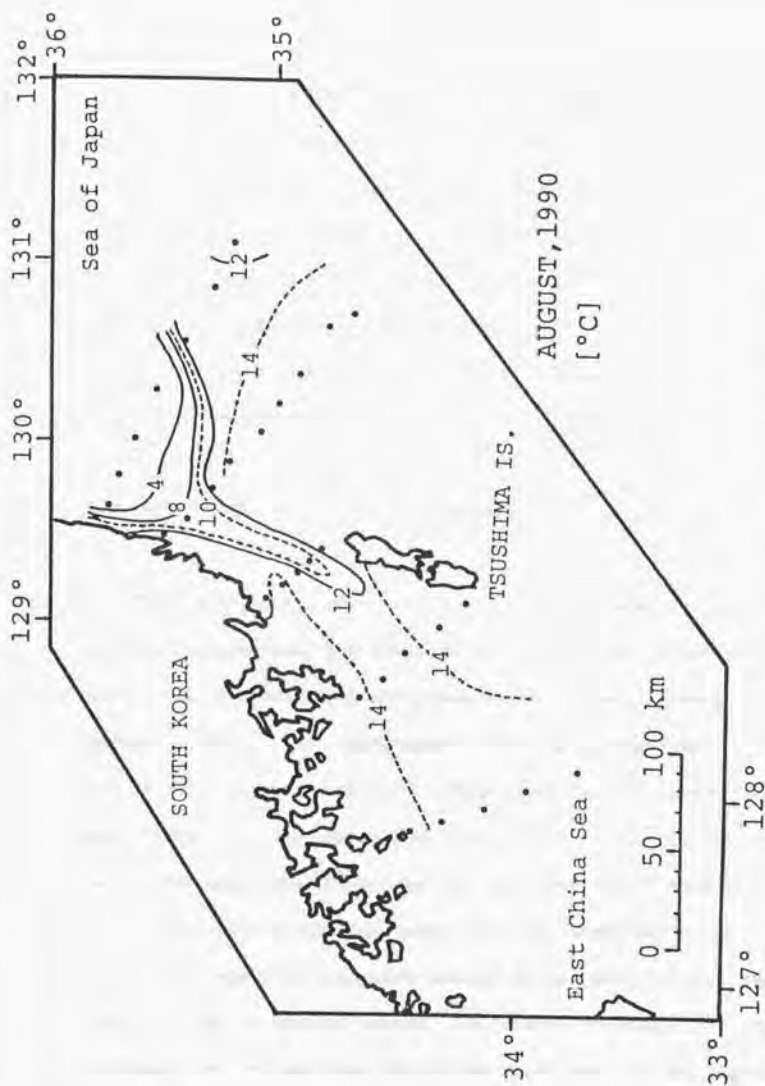 129°
130°
131°
132°
36°
35°
Sea of Japan
4
8
10
12
12
14
14
14
SOUTH KOREA
TSUSHIMA IS.
AUGUST,1990
[°C]
East China Sea
0 50 100 km
34°
33°
127°
128°